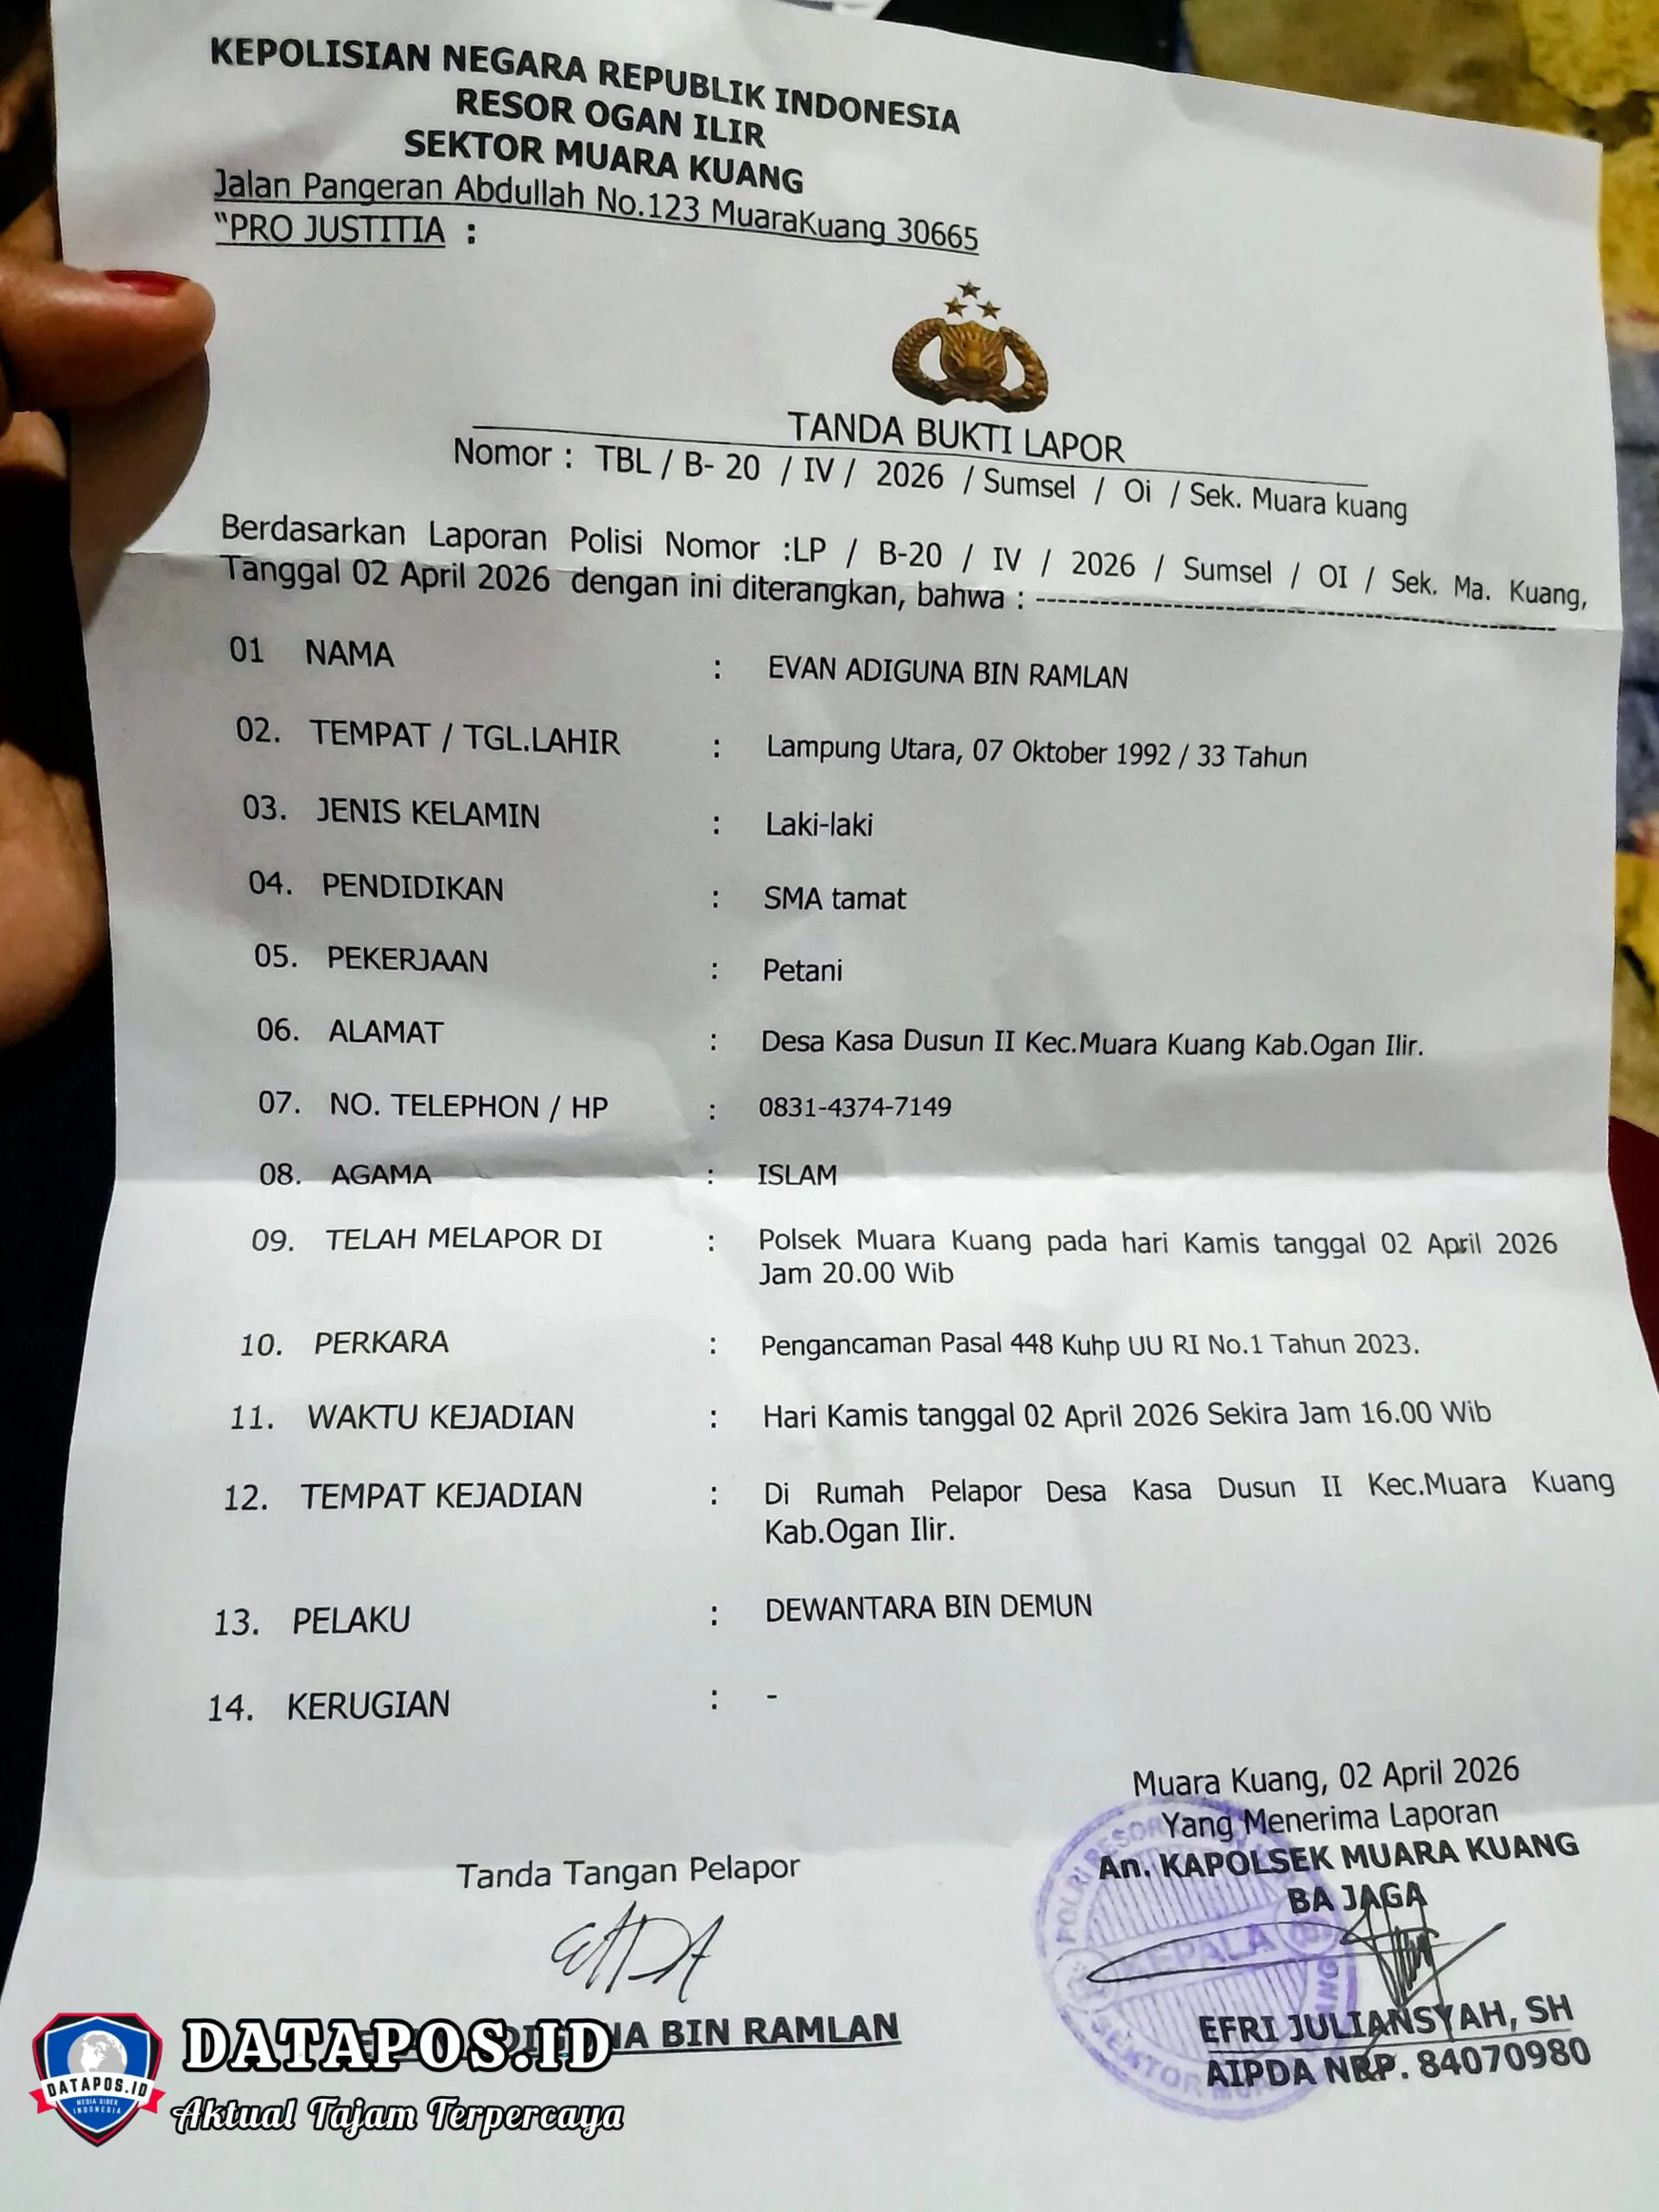 KEPOLISIAN NEGARA REPUBLIK INDONESIA
RESOR OGAN ILIR
SEKTOR MUARA KUANG
Jalan Pangeran Abdullah No.123 MuaraKuang 30665
"PRO JUSTITIA :
TANDA BUKTI LAPOR
Nomor : TBL / B- 20 / IV / 2026 / Sumsel / Oi / Sek. Muara kuang
Berdasarkan Laporan Polisi Nomor :LP / B-20 / IV / 2026 / Sumsel / OI / Sek. Ma. Kuang,
Tanggal 02 April 2026 dengan ini diterangkan, bahwa : ------------------------------------------------
01 NAMA : EVAN ADIGUNA BIN RAMLAN
02. TEMPAT / TGL.LAHIR : Lampung Utara, 07 Oktober 1992 / 33 Tahun
03. JENIS KELAMIN : Laki-laki
04. PENDIDIKAN : SMA tamat
05. PEKERJAAN : Petani
06. ALAMAT : Desa Kasa Dusun II Kec.Muara Kuang Kab.Ogan Ilir.
07. NO. TELEPHON / HP : 0831-4374-7149
08. AGAMA : ISLAM
09. TELAH MELAPOR DI : Polsek Muara Kuang pada hari Kamis tanggal 02 April 2026
Jam 20.00 Wib
10. PERKARA : Pengancaman Pasal 448 Kuhp UU RI No.1 Tahun 2023.
11. WAKTU KEJADIAN : Hari Kamis tanggal 02 April 2026 Sekira Jam 16.00 Wib
12. TEMPAT KEJADIAN : Di Rumah Pelapor Desa Kasa Dusun II Kec.Muara Kuang
Kab.Ogan Ilir.
13. PELAKU : DEWANTARA BIN DEMUN
14. KERUGIAN : -
Muara Kuang, 02 April 2026
Yang Menerima Laporan
An. KAPOLSEK MUARA KUANG
BA JAGA
Tanda Tangan Pelapor
POLRI RESOR
KEPALA
SEKTOR
EFRI JULIANSYAH, SH
AIPDA NRP. 84070980
BIN RAMLAN
DATAPOS.ID
Aktual Tajam Terpercaya
DATAPOS.ID
MEDIA SIBER
INDONESIA